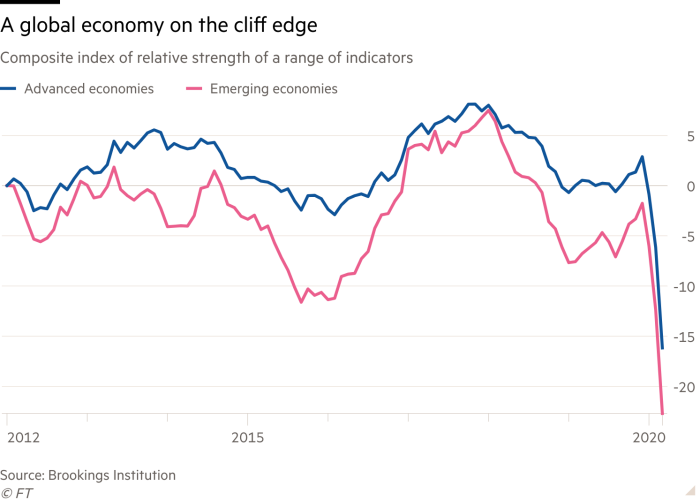 A global economy on the cliff edge
Composite index of relative strength of a range of indicators
Advanced economies Emerging economies
5
0
-5
-10
-15
-20
2012 2015 2020
Source: Brookings Institution
© FT